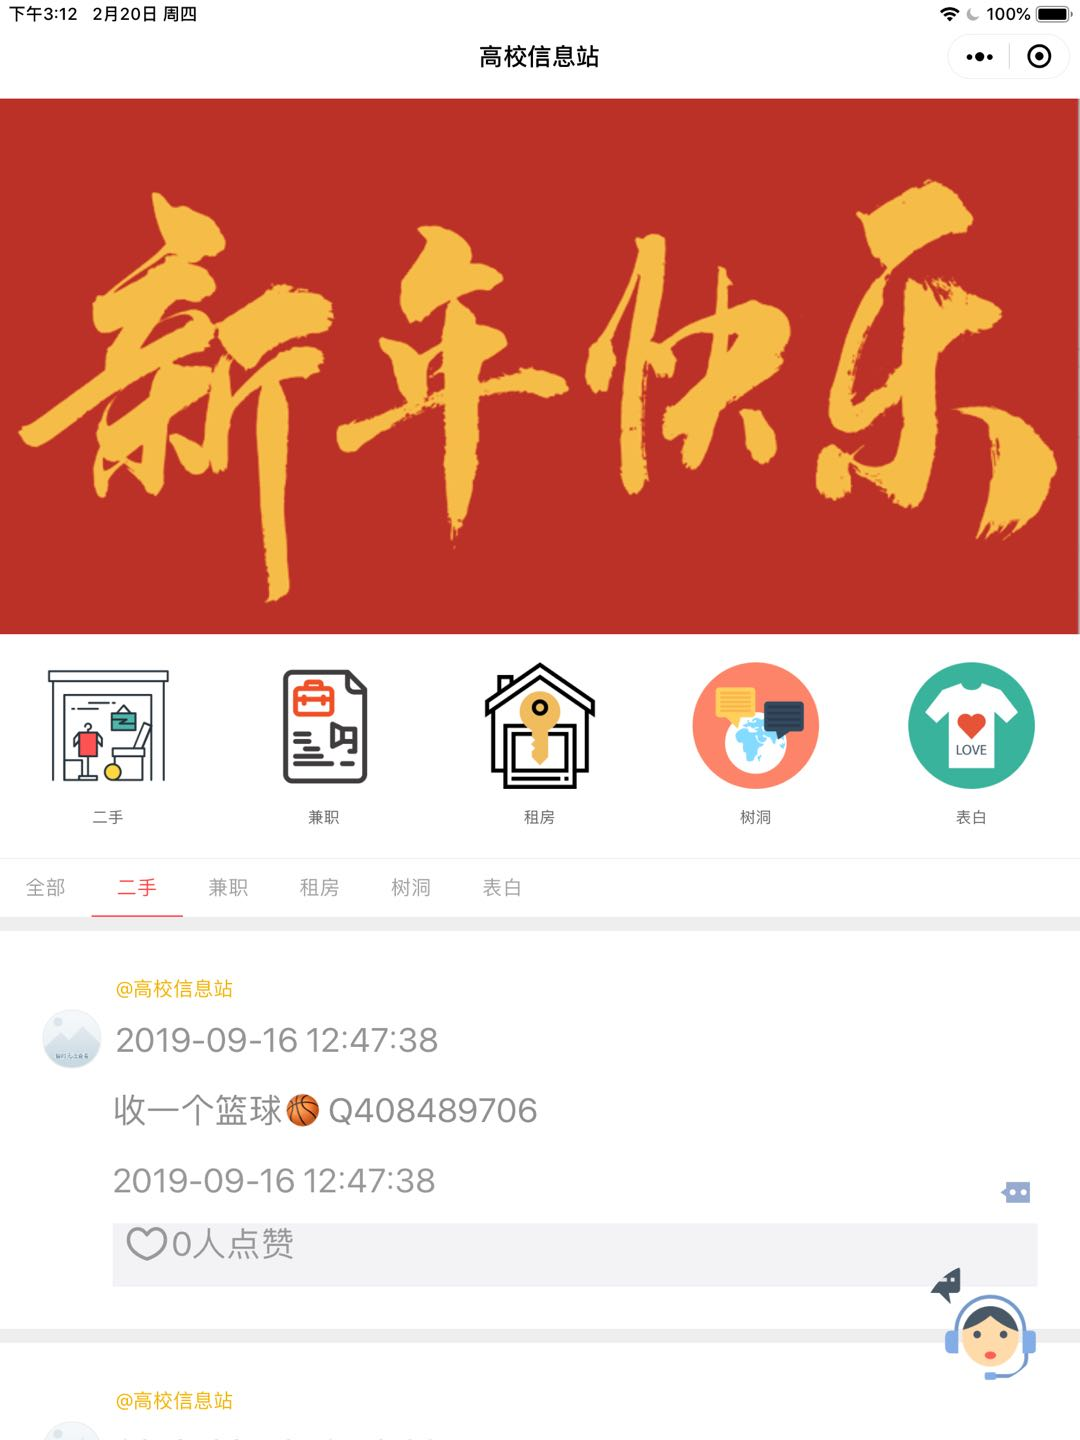 下午3:12 2月20日 周四
100%
高校信息站
新年快乐
LOVE
二手
兼职
租房
树洞
表白
全部
二手
兼职
租房
树洞
表白
@高校信息站
2019-09-16 12:47:38
收一个篮球🏀 Q408489706
2019-09-16 12:47:38
0人点赞
@高校信息站